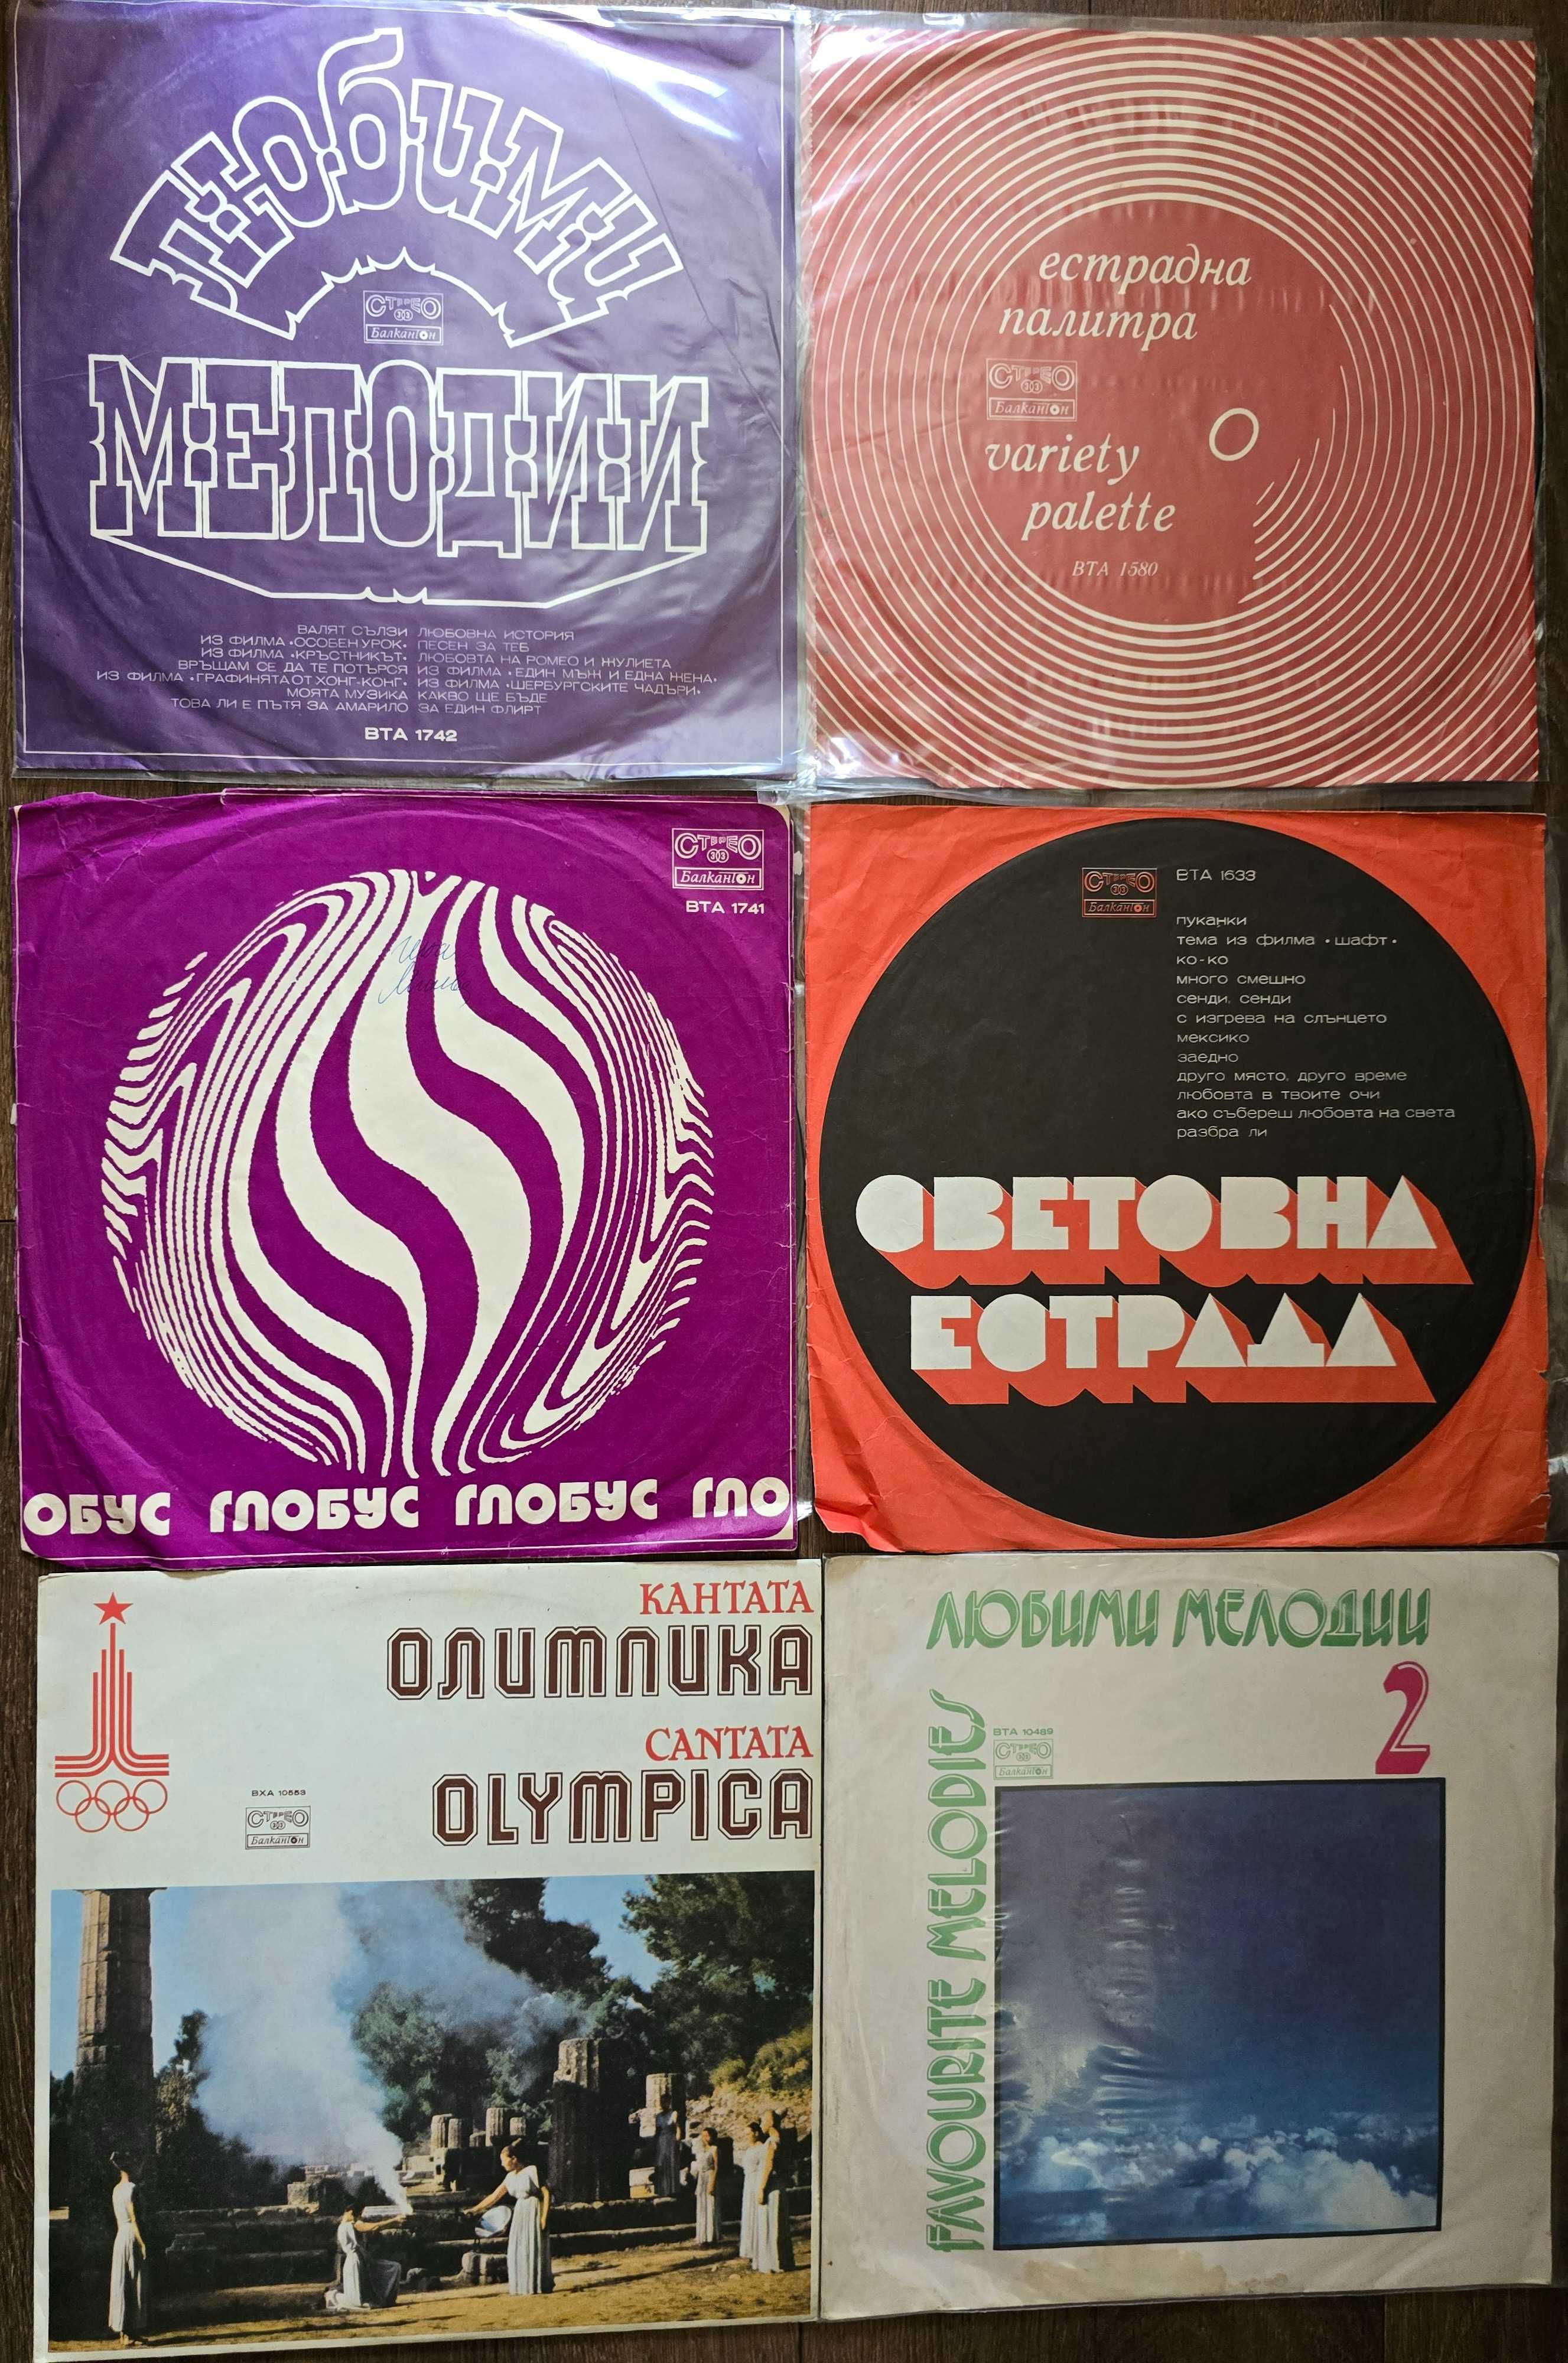 Любими
МЕЛОДИИ
СТЕРЕО
33
Балкантон
ВАЛЯТ СЪЛЗИ ЛЮБОВНА ИСТОРИЯ
ИЗ ФИЛМА •ОСОБЕН УРОК• ПЕСЕН ЗА ТЕБ
ИЗ ФИЛМА •КРЪСТНИКЪТ• ЛЮБОВТА НА РОМЕО И ЖУЛИЕТА
ВРЪЩАМ СЕ ДА ТЕ ПОТЪРСЯ ИЗ ФИЛМА •ЕДИН МЪЖ И ЕДНА ЖЕНА•
ИЗ ФИЛМА •ГРАФИНЯТА ОТ ХОНГ-КОНГ• ИЗ ФИЛМА •ШЕРБУРГСКИТЕ ЧАДЪРИ•
МОЯТА МУЗИКА КАКВО ЩЕ БЪДЕ
ТОВА ЛИ Е ПЪТЯ ЗА АМАРИЛО ЗА ЕДИН ФЛИРТ
ВТА 1742
естрадна
палитра
СТЕРЕО
33
Балкантон
variety
palette
ВТА 1580
СТЕРЕО
33
Балкантон
ВТА 1741
ОБУС ГЛОБУС ГЛОБУС ГЛО
СТЕРЕО
33
Балкантон
ВТА 1633
пуканки
тема из филма •шафт•
ко-ко
много смешно
сенди, сенди
с изгрева на слънцето
мексико
заедно
друго място, друго време
любовта в твоите очи
ако събереш любовта на света
разбра ли
СВЕТОВНА
ЕСТРАДА
КАНТАТА
ОЛИМПИКА
CANTATA
OLYMPICA
ВХА 10553
СТЕРЕО
33
Балкантон
ЛЮБИМИ МЕЛОДИИ
2
FAVOURITE MELODIES
ВТА 10489
СТЕРЕО
33
Балкантон